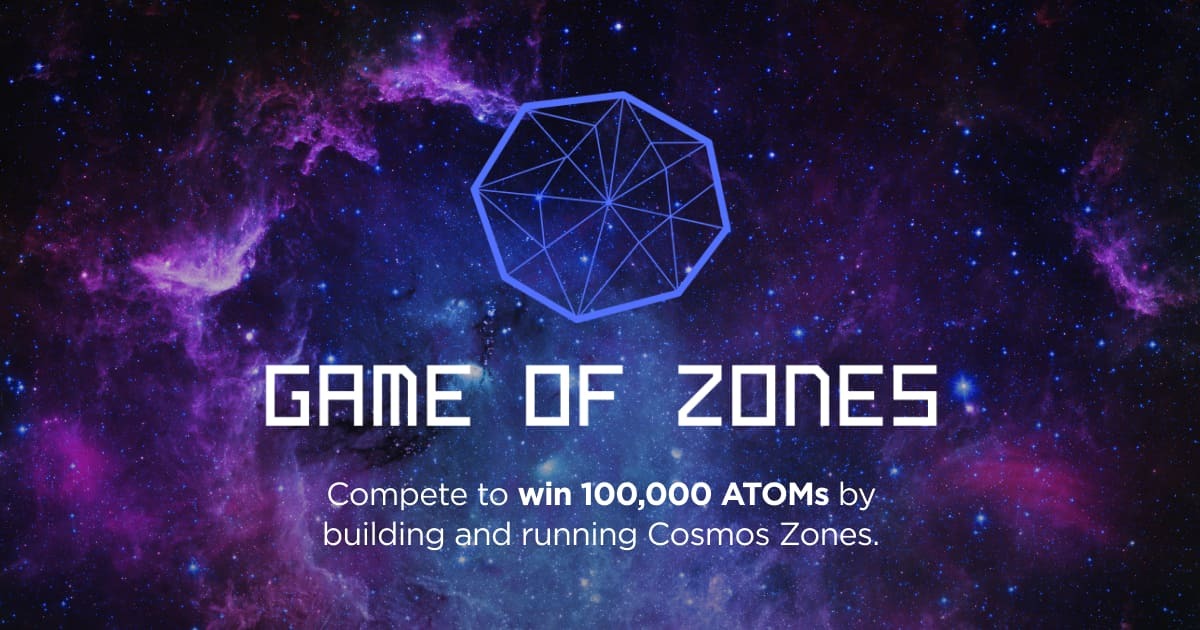 GAME OF ZONES
Compete to win 100,000 ATOMs by
building and running Cosmos Zones.